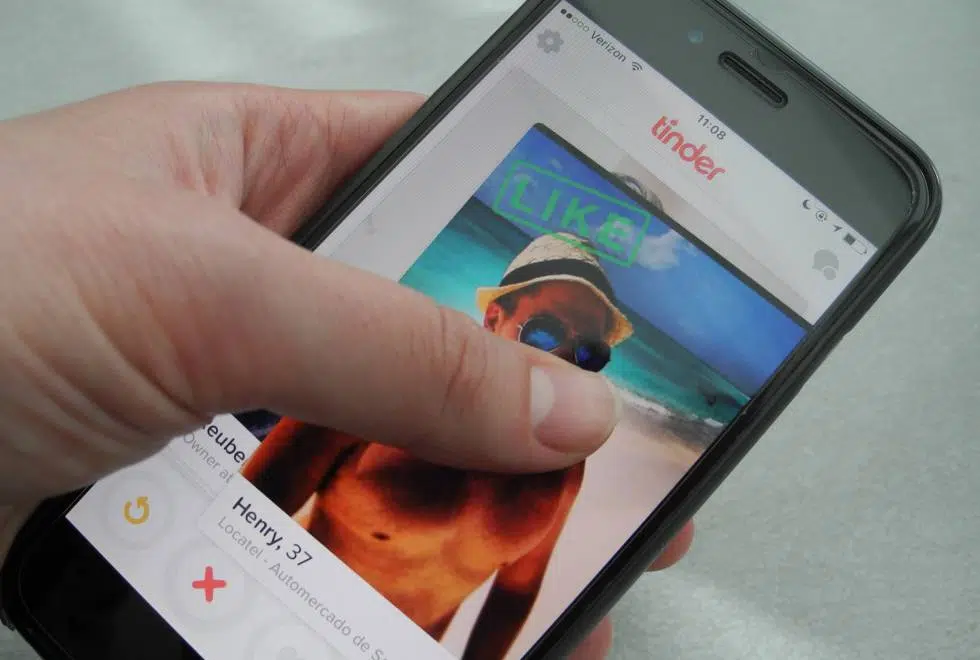 Verizon
11:08
tinder
LIKE
Owner at
Henry, 37
Locatel - Automercado de